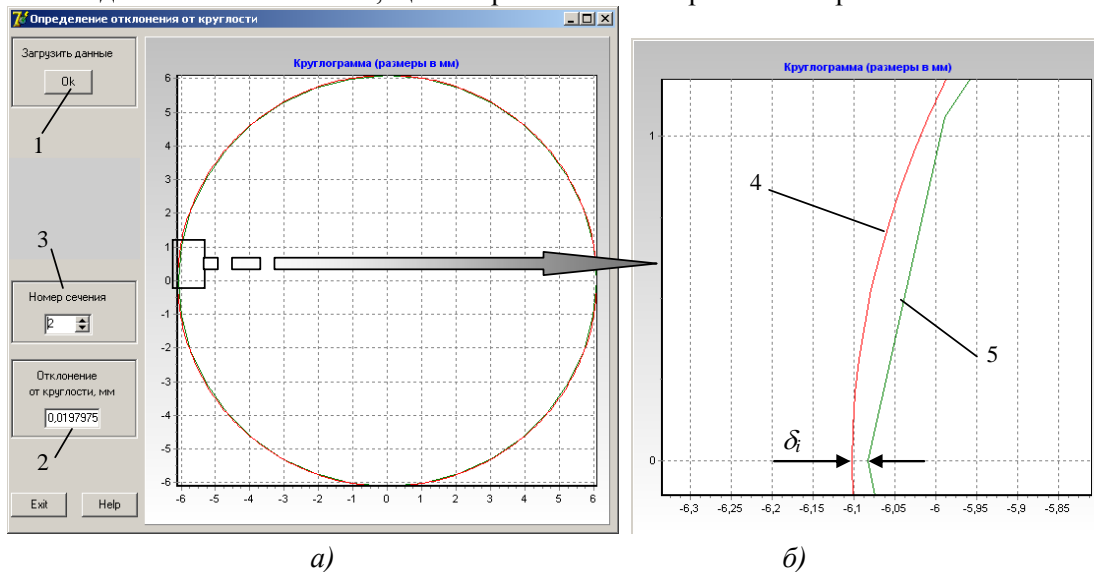 Определение отклонения от круглости
Загрузить данные
Ok
1
3
Номер сечения
2
Отклонение
от круглости, мм
0,0197975
2
Exit Help
Круглограмма (размеры в мм)
6
5
4
3
2
1
0
-1
-2
-3
-4
-5
-6
-6 -5 -4 -3 -2 -1 0 1 2 3 4 5 6
а)
Круглограмма (размеры в мм)
1
4
5
δi
0
-6,3 -6,25 -6,2 -6,15 -6,1 -6,05 -6 -5,95 -5,9 -5,85
б)